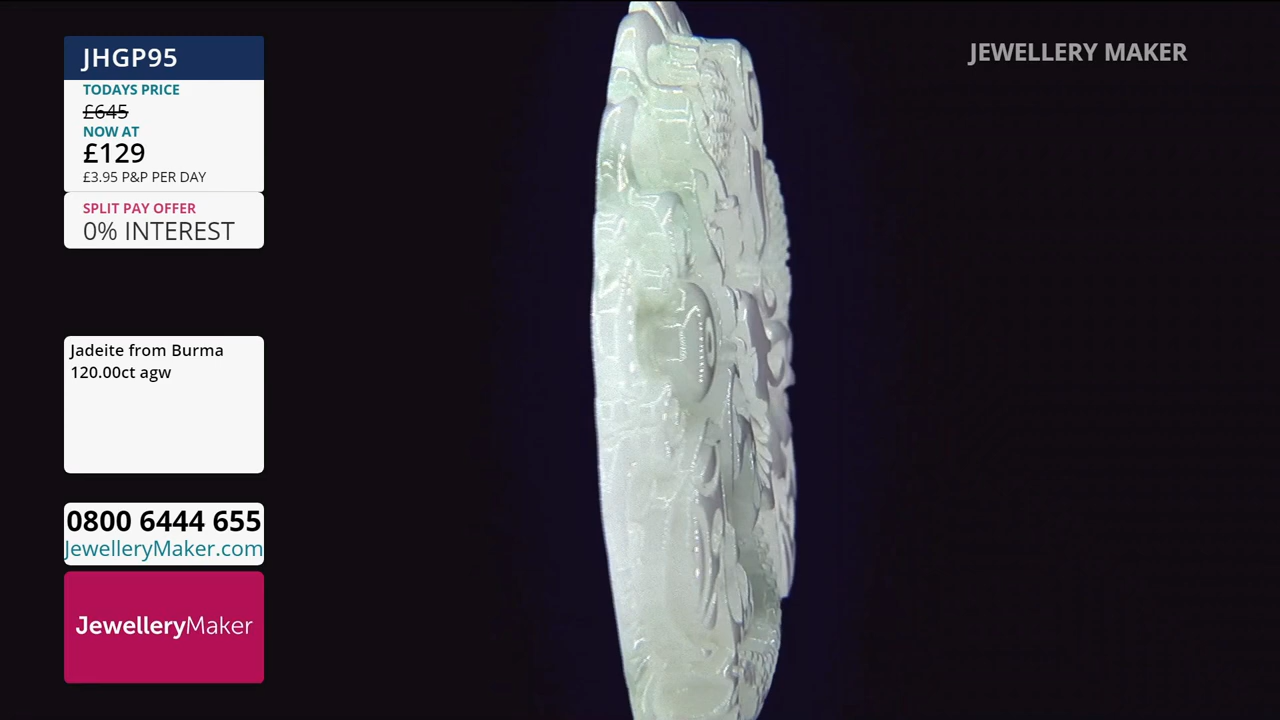 JHGP95
TODAYS PRICE
£645
NOW AT
£129
£3.95 P&P PER DAY
SPLIT PAY OFFER
0% INTEREST
Jadeite from Burma
120.00ct agw
0800 6444 655
JewelleryMaker.com
JewelleryMaker
JEWELLERY MAKER